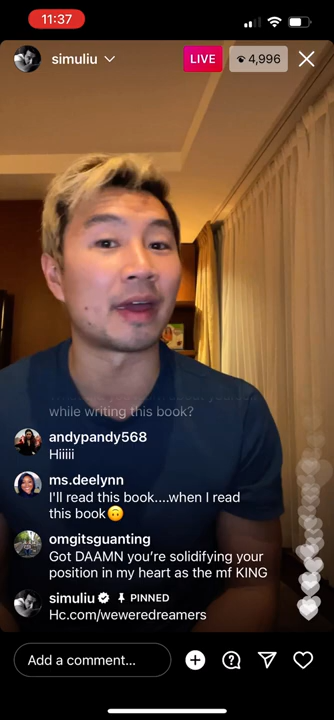 11:37
simuliu
LIVE
4,996
while writing this book?
andypandy568
Hiiiii
ms.deelynn
I'll read this book....when I read
this book🙃
omgitsguanting
Got DAAMN you're solidifying your
position in my heart as the mf KING
simuliu PINNED
Hc.com/weweredreamers
Add a comment...